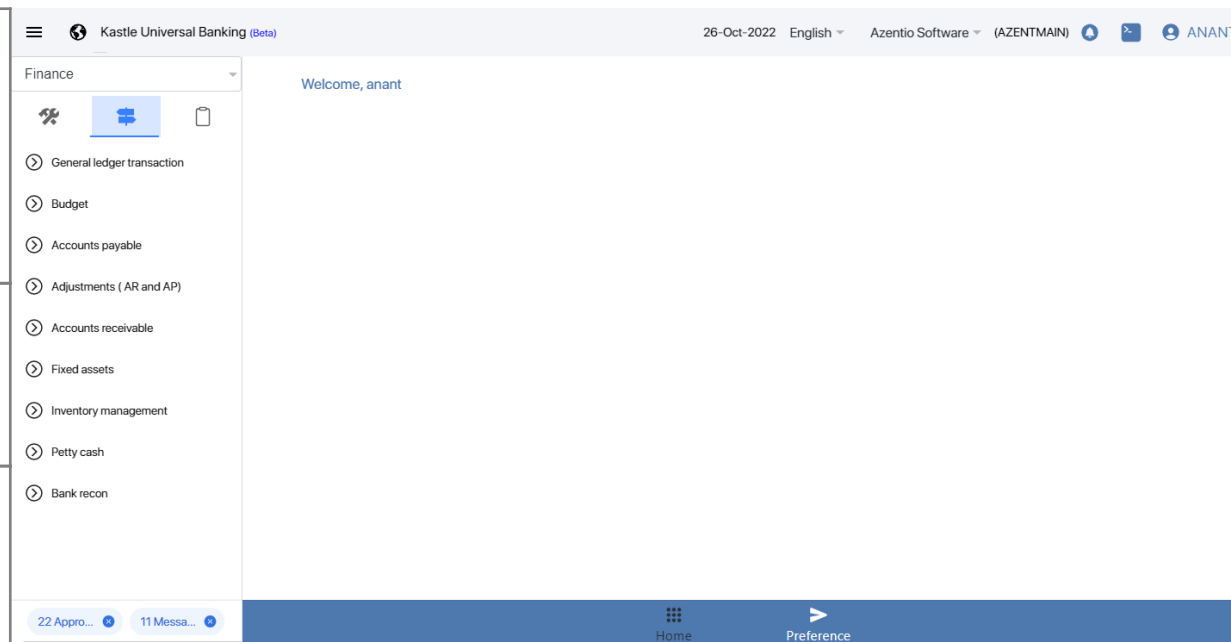 Kastle Universal Banking (Beta) 26-Oct-2022 English Azentio Software (AZENTMAIN) ANANT
Finance
Welcome, anant
General ledger transaction
Budget
Accounts payable
Adjustments ( AR and AP)
Accounts receivable
Fixed assets
Inventory management
Petty cash
Bank recon
22 Appro... 11 Messa... Home Preference